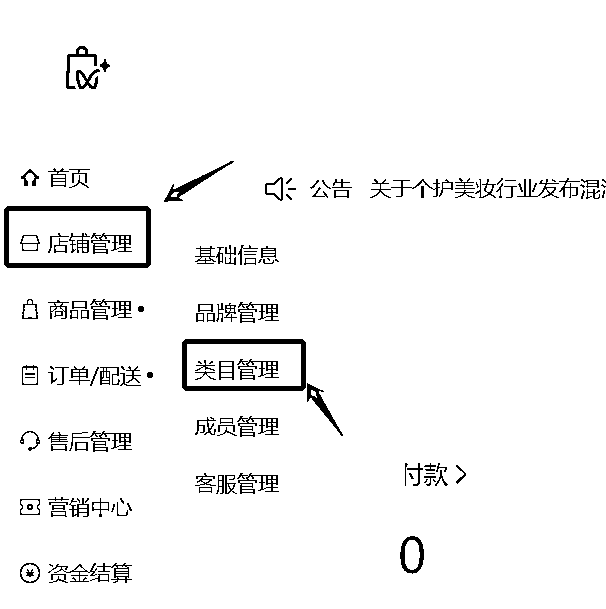 首页
公告 关于个护美妆行业发布混
店铺管理
基础信息
商品管理
品牌管理
订单/配送
类目管理
成员管理
售后管理
付款
客服管理
营销中心
0
资金结算